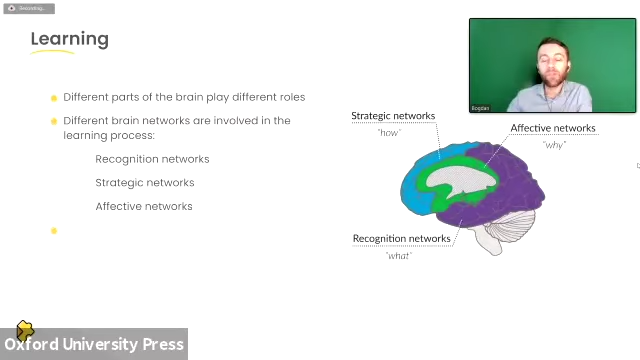 Recording...
Learning
Different parts of the brain play different roles
Different brain networks are involved in the
learning process:
Recognition networks
Strategic networks
Affective networks
Strategic networks
"how"
Affective networks
"why"
Recognition networks
"what"
Bogdan
Oxford University Press